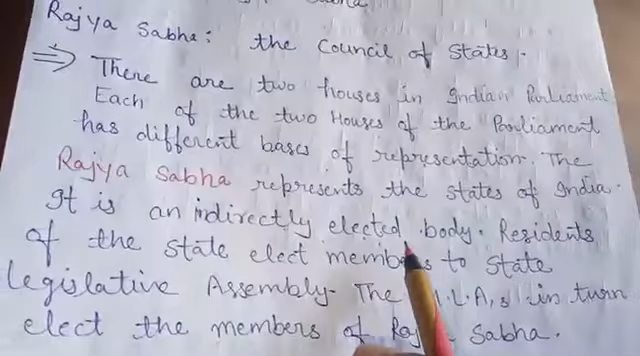 Sabha
Rajya Sabha: the Council of States.
⇒ There are two houses in Indian Parliament
Each of the two Houses of the Parliament
has different bases of representation. The
Rajya Sabha represents the states of India.
It is an indirectly elected body. Residents
of the state elect members to State
legislative Assembly. The M.L.A,s in turn
elect the members of Rajya Sabha.